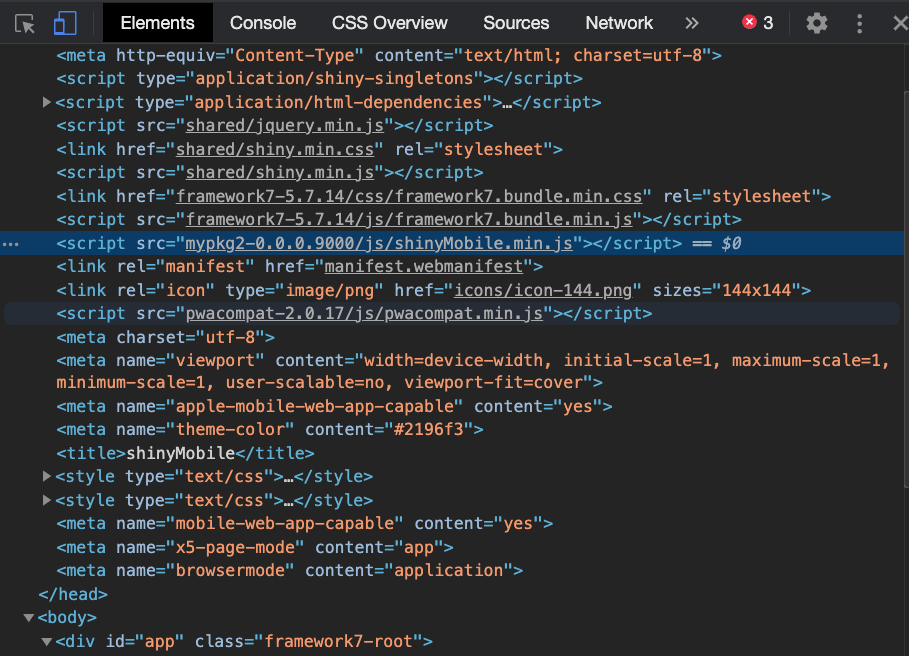 Elements Console CSS Overview Sources Network » 3
<meta http-equiv="Content-Type" content="text/html; charset=utf-8">
<script type="application/shiny-singletons"></script>
▶<script type="application/html-dependencies">…</script>
<script src="shared/jquery.min.js"></script>
<link href="shared/shiny.min.css" rel="stylesheet">
<script src="shared/shiny.min.js"></script>
<link href="framework7-5.7.14/css/framework7.bundle.min.css" rel="stylesheet">
<script src="framework7-5.7.14/js/framework7.bundle.min.js"></script>
<script src="mypkg2-0.0.0.9000/js/shinyMobile.min.js"></script> == $0
<link rel="manifest" href="manifest.webmanifest">
<link rel="icon" type="image/png" href="icons/icon-144.png" sizes="144x144">
<script src="pwacompat-2.0.17/js/pwacompat.min.js"></script>
<meta charset="utf-8">
<meta name="viewport" content="width=device-width, initial-scale=1, maximum-scale=1,
minimum-scale=1, user-scalable=no, viewport-fit=cover">
<meta name="apple-mobile-web-app-capable" content="yes">
<meta name="theme-color" content="#2196f3">
<title>shinyMobile</title>
▶<style type="text/css">…</style>
▶<style type="text/css">…</style>
<meta name="mobile-web-app-capable" content="yes">
<meta name="x5-page-mode" content="app">
<meta name="browsermode" content="application">
</head>
▼<body>
▼<div id="app" class="framework7-root">